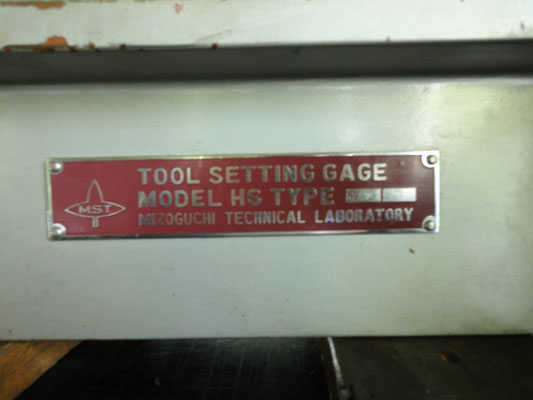 MST
TOOL SETTING GAGE
MODEL HS TYPE
MIZOGUCHI TECHNICAL LABORATORY